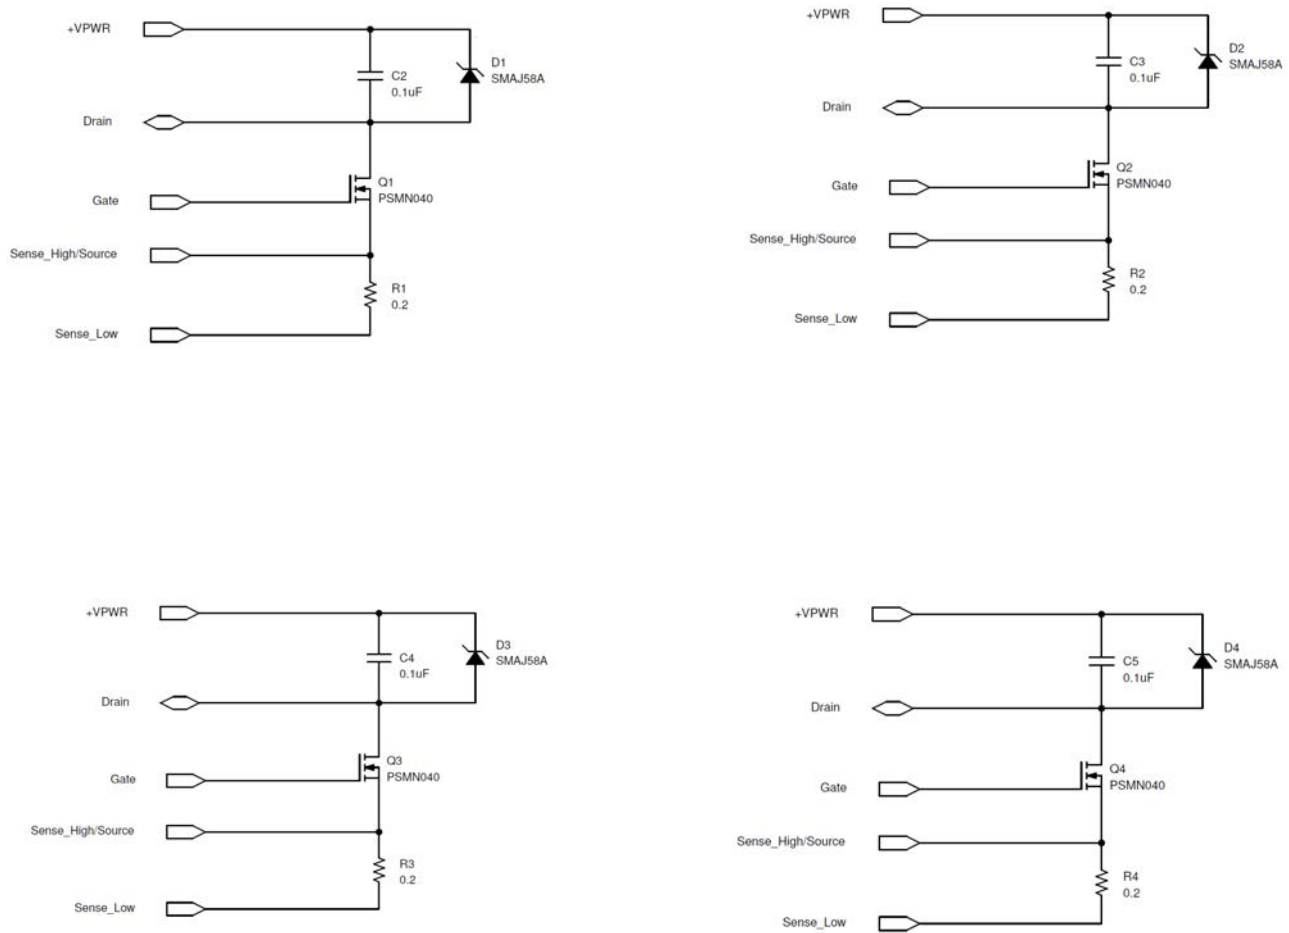 +VPWR
C2
0.1uF
D1
SMAJ58A
Drain
Gate
Q1
PSMN040
Sense_High/Source
R1
0.2
Sense_Low
+VPWR
C3
0.1uF
D2
SMAJ58A
Drain
Gate
Q2
PSMN040
Sense_High/Source
R2
0.2
Sense_Low
+VPWR
C4
0.1uF
D3
SMAJ58A
Drain
Gate
Q3
PSMN040
Sense_High/Source
R3
0.2
Sense_Low
+VPWR
C5
0.1uF
D4
SMAJ58A
Drain
Gate
Q4
PSMN040
Sense_High/Source
R4
0.2
Sense_Low